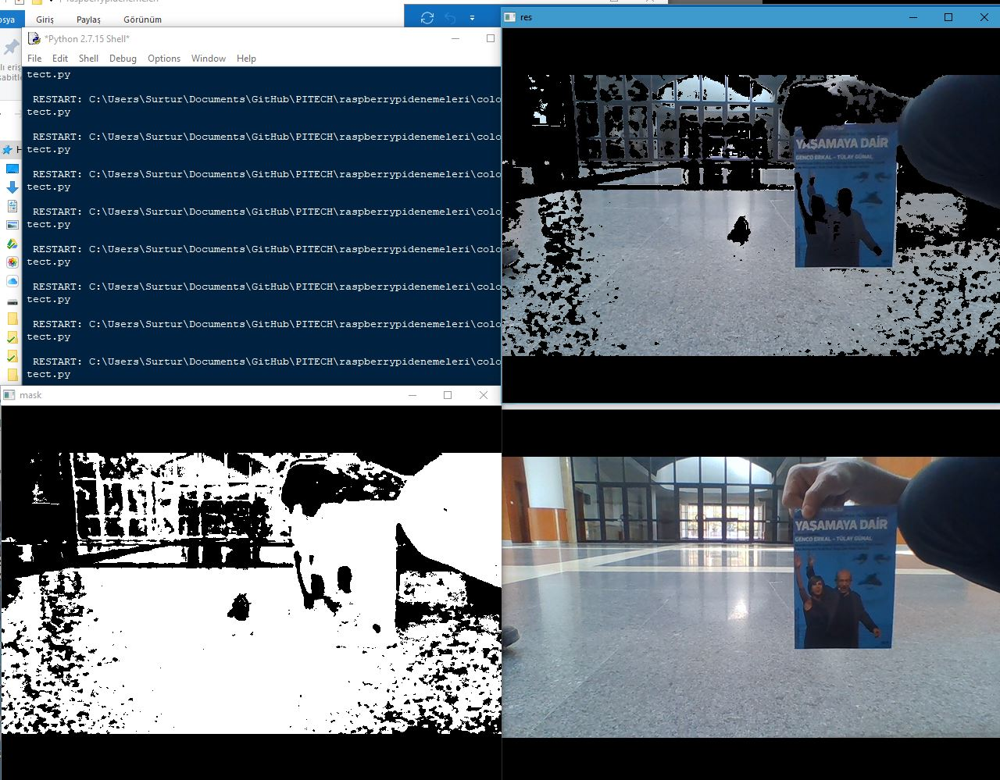 raspberrypidenemeleri
osya Giriş Paylaş Görünüm
res
*Python 2.7.15 Shell*
File Edit Shell Debug Options Window Help
lı eriş
sabitle
tect.py
RESTART: C:\Users\Surtur\Documents\GitHub\PITECH\raspberrypidenemeleri\colo
tect.py
RESTART: C:\Users\Surtur\Documents\GitHub\PITECH\raspberrypidenemeleri\colo
tect.py
RESTART: C:\Users\Surtur\Documents\GitHub\PITECH\raspberrypidenemeleri\colo
tect.py
RESTART: C:\Users\Surtur\Documents\GitHub\PITECH\raspberrypidenemeleri\colo
tect.py
RESTART: C:\Users\Surtur\Documents\GitHub\PITECH\raspberrypidenemeleri\colo
tect.py
RESTART: C:\Users\Surtur\Documents\GitHub\PITECH\raspberrypidenemeleri\colo
tect.py
RESTART: C:\Users\Surtur\Documents\GitHub\PITECH\raspberrypidenemeleri\colo
tect.py
RESTART: C:\Users\Surtur\Documents\GitHub\PITECH\raspberrypidenemeleri\colo
tect.py
H
YAŞAMAYA DAİR
GENCO ERKAL - TÜLAY GÜNAL
mask
YAŞAMAYA DAİR
GENCO ERKAL - TÜLAY GÜNAL